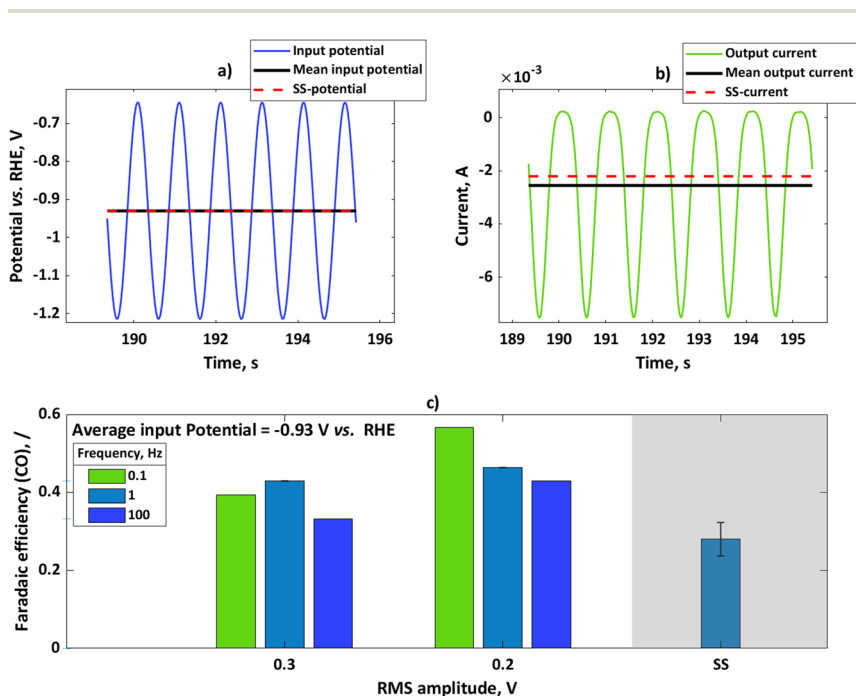 a)
Input potential
Mean input potential
SS-potential
Potential vs. RHE, V
-0.7
-0.8
-0.9
-1
-1.1
-1.2
190
192
194
196
Time, s
b)
Output current
Mean output current
SS-current
×10⁻³
Current, A
0
-2
-4
-6
189
190
191
192
193
194
195
Time, s
c)
Average input Potential = -0.93 V vs. RHE
Frequency, Hz
0.1
1
100
Faradaic efficiency (CO), /
0.6
0.4
0.2
0
0.3
0.2
SS
RMS amplitude, V